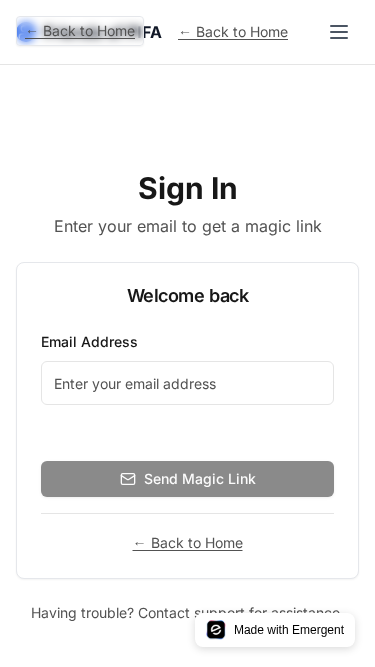 ← Back to Home FA ← Back to Home
Sign In
Enter your email to get a magic link
Welcome back
Email Address
Enter your email address
Send Magic Link
← Back to Home
Having trouble? Contact support for assistance.
Made with Emergent